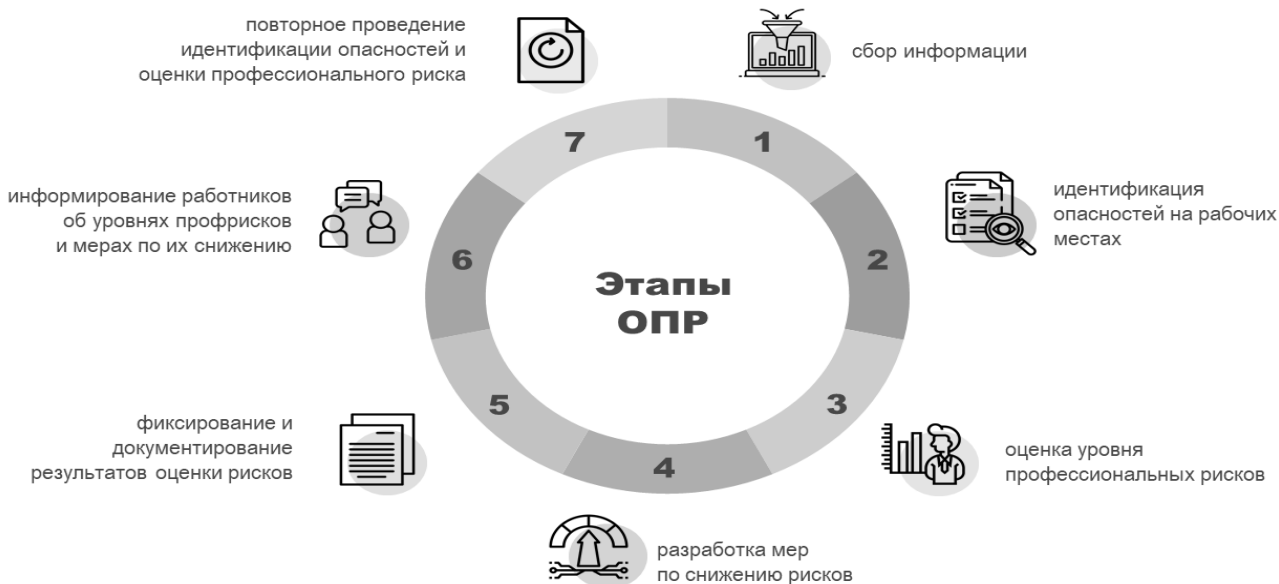 Этапы
ОПР
1
сбор информации
2
идентификация
опасностей на рабочих
местах
3
оценка уровня
профессиональных рисков
4
разработка мер
по снижению рисков
5
фиксирование и
документирование
результатов оценки рисков
6
информирование работников
об уровнях профрисков
и мерах по их снижению
7
повторное проведение
идентификации опасностей и
оценки профессионального риска